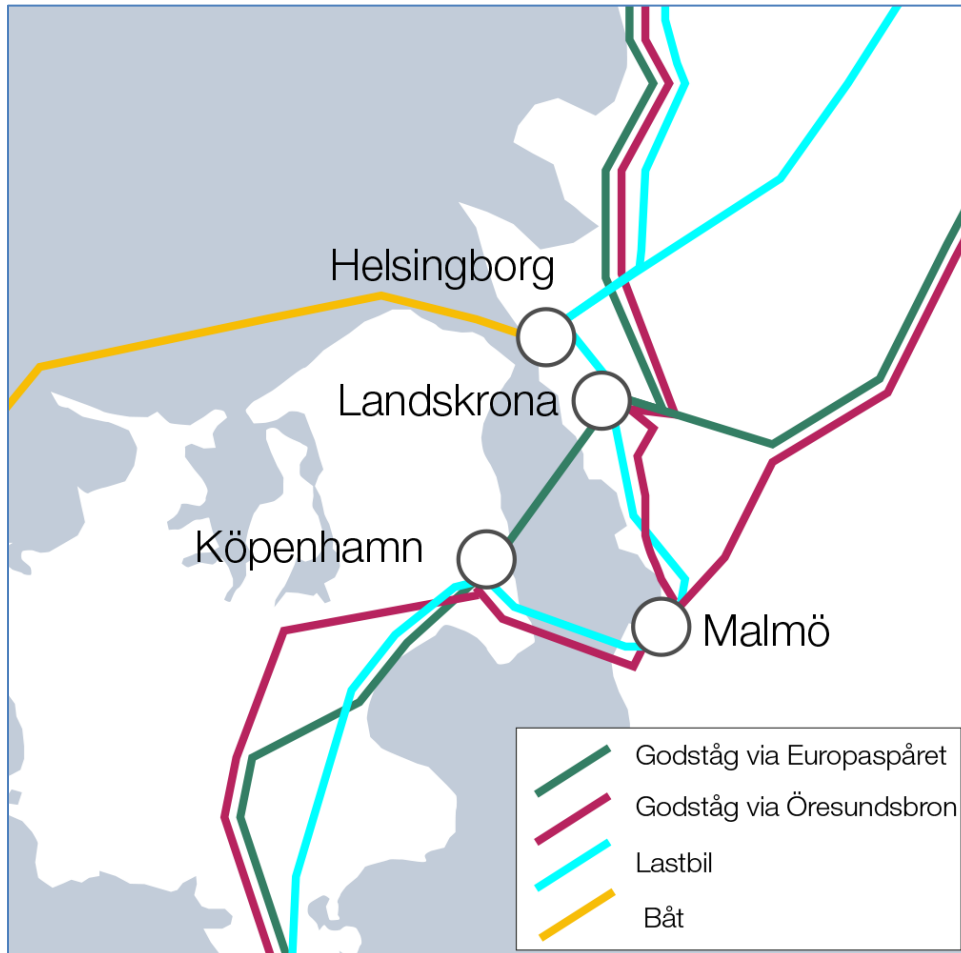 Helsingborg
Landskrona
Köpenhamn
Malmö
Godståg via Europaspåret
Godståg via Öresundsbron
Lastbil
Båt